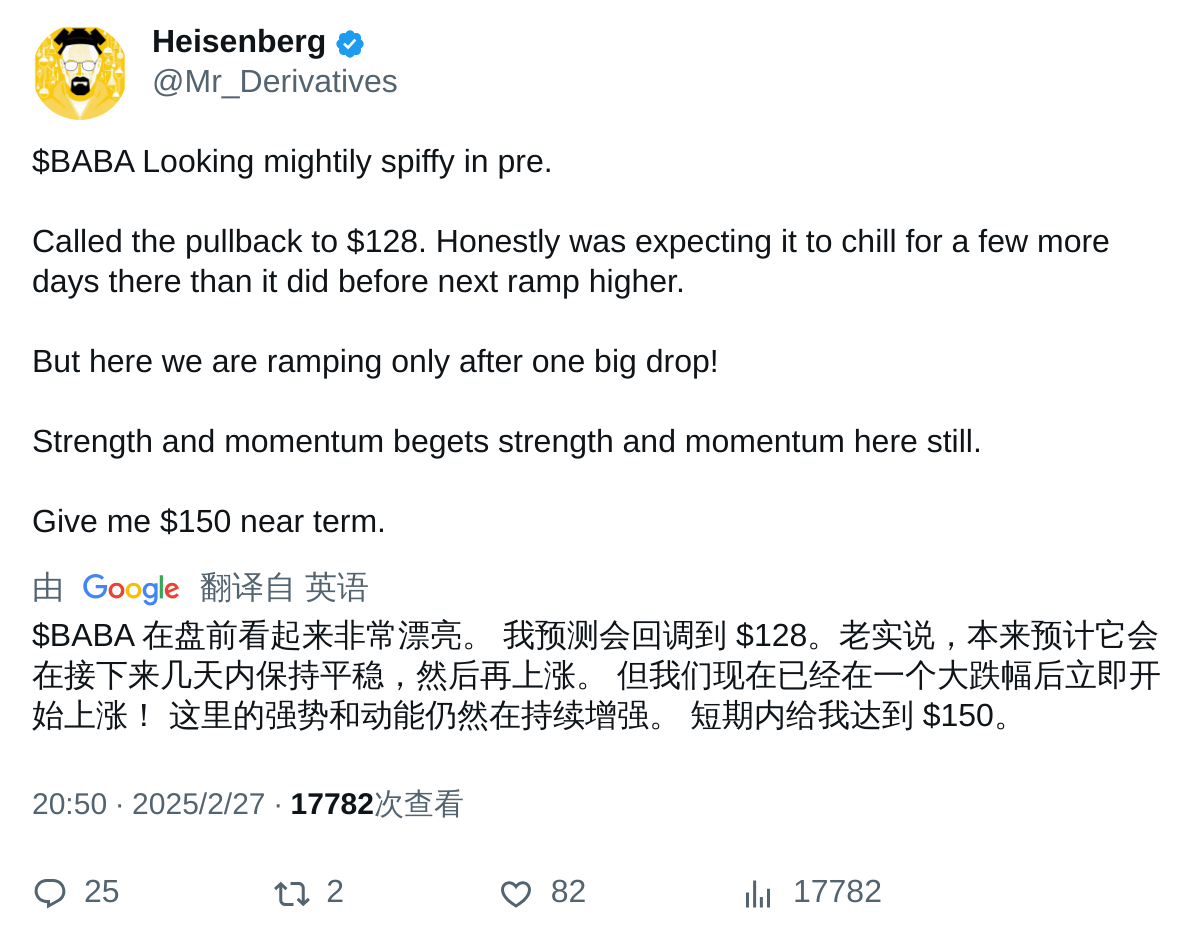 Heisenberg
@Mr_Derivatives
$BABA Looking mightily spiffy in pre.
Called the pullback to $128. Honestly was expecting it to chill for a few more
days there than it did before next ramp higher.
But here we are ramping only after one big drop!
Strength and momentum begets strength and momentum here still.
Give me $150 near term.
由 Google 翻译自 英语
$BABA 在盘前看起来非常漂亮。 我预测会回调到 $128。老实说，本来预计它会
在接下来几天内保持平稳，然后再上涨。 但我们现在已经在一个大跌幅后立即开
始上涨！ 这里的强势和动能仍然在持续增强。 短期内给我达到 $150。
20:50 · 2025/2/27 · 17782次查看
25 2 82 17782